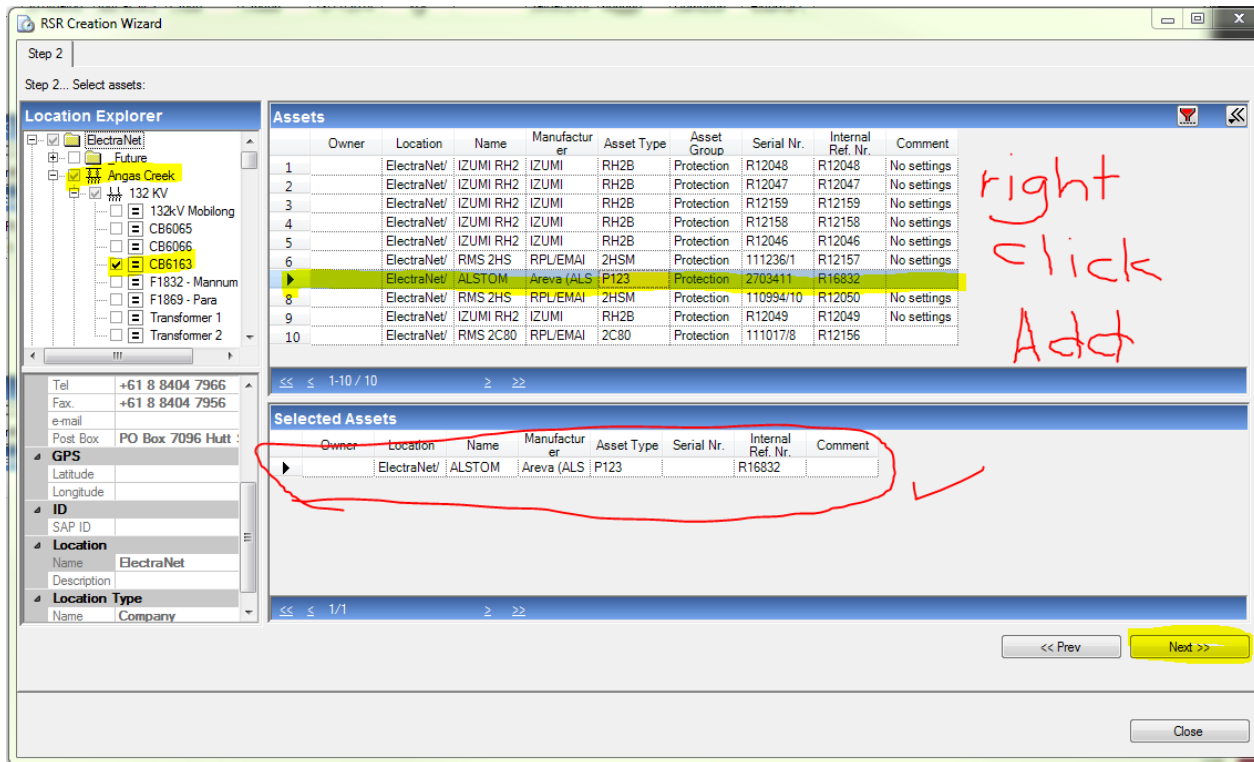 RSR Creation Wizard
Step 2
Step 2... Select assets:
Location Explorer
ElectraNet
_Future
Angas Creek
132 KV
132kV Mobilong
CB6065
CB6066
CB6163
F1832 - Mannum
F1869 - Para
Transformer 1
Transformer 2
Tel +61 8 8404 7966
Fax. +61 8 8404 7956
e-mail
Post Box PO Box 7096 Hutt
GPS
Latitude
Longitude
ID
SAP ID
Location
Name ElectraNet
Description
Location Type
Name Company
Assets
Owner Location Name Manufacturer Asset Type Asset Group Serial Nr. Internal Ref. Nr. Comment
1 ElectraNet/ IZUMI RH2 IZUMI RH2B Protection R12048 R12048 No settings
2 ElectraNet/ IZUMI RH2 IZUMI RH2B Protection R12047 R12047 No settings
3 ElectraNet/ IZUMI RH2 IZUMI RH2B Protection R12159 R12159 No settings
4 ElectraNet/ IZUMI RH2 IZUMI RH2B Protection R12158 R12158 No settings
5 ElectraNet/ IZUMI RH2 IZUMI RH2B Protection R12046 R12046 No settings
6 ElectraNet/ RMS 2HS RPL/EMAI 2HSM Protection 111236/1 R12157 No settings
ElectraNet/ ALSTOM Areva (ALS P123 Protection 2703411 R16832
8 ElectraNet/ RMS 2HS RPL/EMAI 2HSM Protection 110994/10 R12050 No settings
9 ElectraNet/ IZUMI RH2 IZUMI RH2B Protection R12049 R12049 No settings
10 ElectraNet/ RMS 2C80 RPL/EMAI 2C80 Protection 111017/8 R12156
<< < 1-10 / 10 > >>
right
click
Add
Selected Assets
Owner Location Name Manufacturer Asset Type Serial Nr. Internal Ref. Nr. Comment
ElectraNet/ ALSTOM Areva (ALS P123 R16832
<< < 1/1 > >>
<< Prev
Next >>
Close